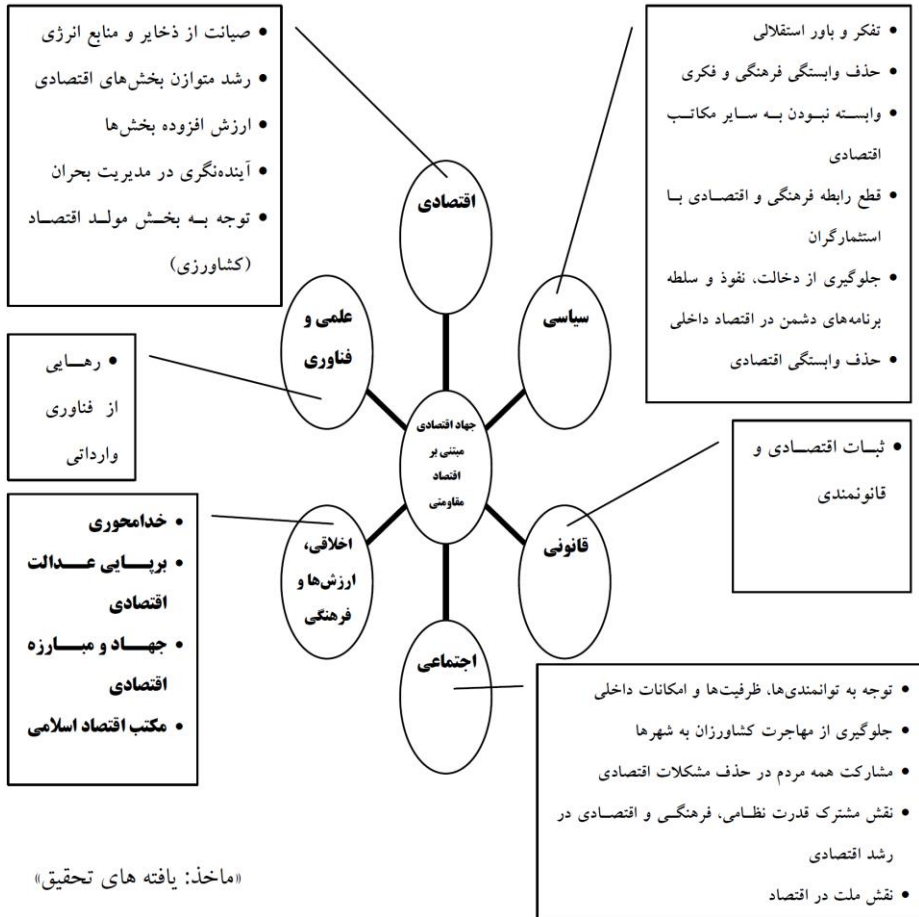 • تفکر و باور استقلالی
• حذف وابستگی فرهنگی و فکری
• وابسته نبودن به سایر مکاتب
اقتصادی
• قطع رابطه فرهنگی و اقتصادی با
استثمارگران
• جلوگیری از دخالت، نفوذ و سلطه
برنامه‌های دشمن در اقتصاد داخلی
• حذف وابستگی اقتصادی
• صیانت از ذخایر و منابع انرژی
• رشد متوازن بخش‌های اقتصادی
• ارزش افزوده بخش‌ها
• آینده‌نگری در مدیریت بحران
• توجه به بخش مولد اقتصاد
(کشاورزی)
اقتصادی
سیاسی
علمی و
فناوری
• رهایی
از فناوری
وارداتی
جهاد اقتصادی
مبتنی بر
اقتصاد
مقاومتی
• ثبات اقتصادی و
قانونمندی
قانونی
اخلاقی،
ارزش‌ها و
فرهنگی
• خدامحوری
• برپایی عدالت
اقتصادی
• جهاد و مبارزه
اقتصادی
• مکتب اقتصاد اسلامی
اجتماعی
• توجه به توانمندی‌ها، ظرفیت‌ها و امکانات داخلی
• جلوگیری از مهاجرت کشاورزان به شهرها
• مشارکت همه مردم در حذف مشکلات اقتصادی
• نقش مشترک قدرت نظامی، فرهنگی و اقتصادی در
رشد اقتصادی
• نقش ملت در اقتصاد
«ماخذ: یافته های تحقیق»